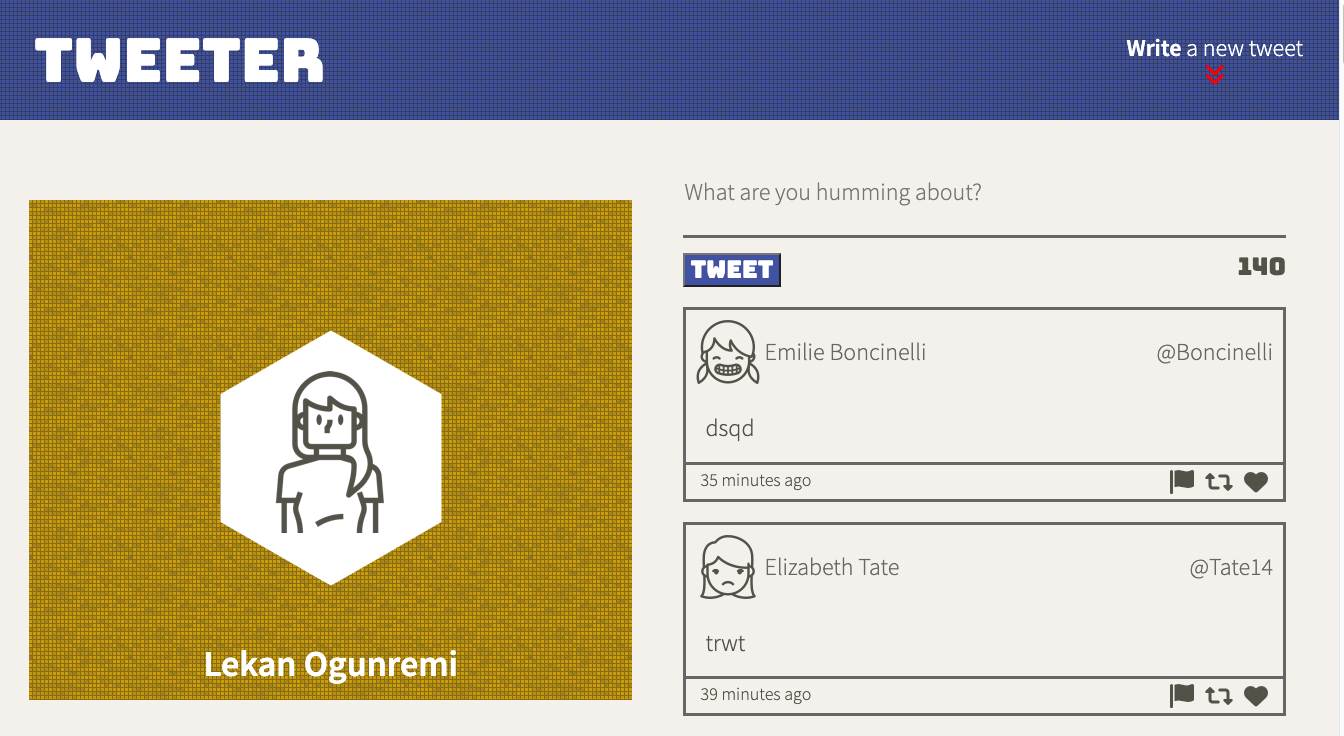 TWEETER
Write a new tweet
Lekan Ogunremi
What are you humming about?
TWEET
140
Emilie Boncinelli
@Boncinelli
dsqd
35 minutes ago
Elizabeth Tate
@Tate14
trwt
39 minutes ago